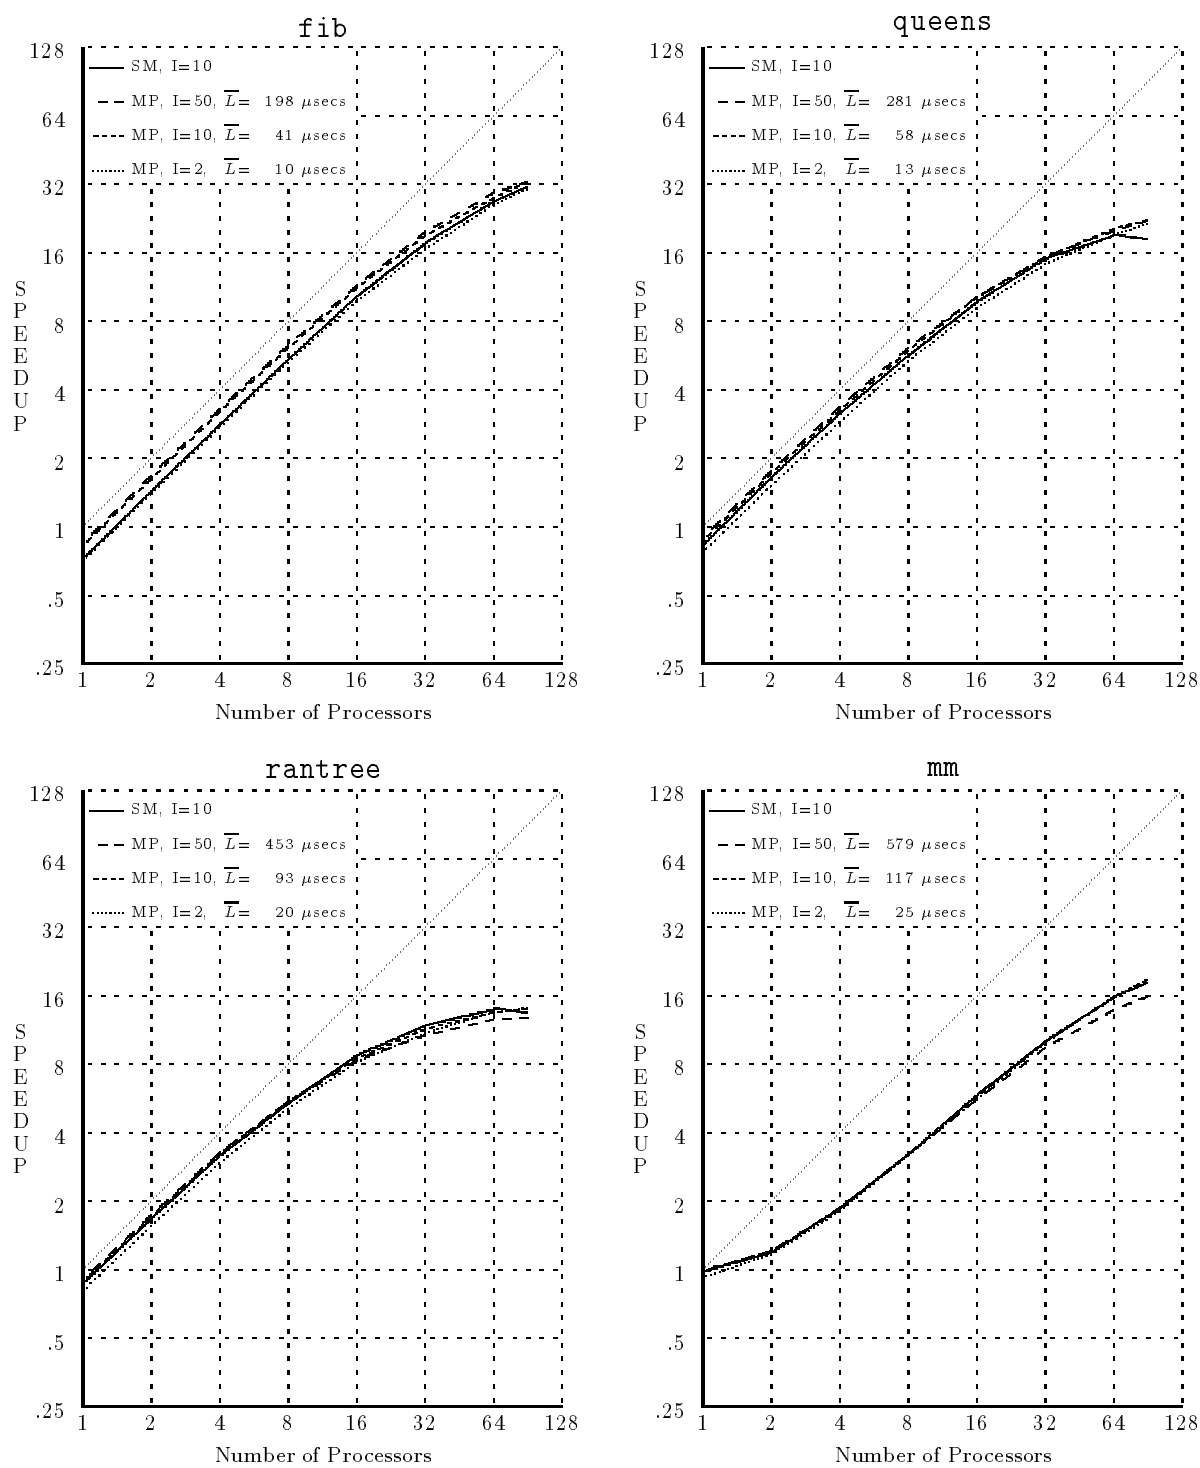 fib
128
64
32
16
8
4
2
1
.5
.25
SPEEDUP
SM, I=10
MP, I=50, L̅= 198 μsecs
MP, I=10, L̅= 41 μsecs
MP, I=2, L̅= 10 μsecs
1 2 4 8 16 32 64 128
Number of Processors
queens
128
64
32
16
8
4
2
1
.5
.25
SPEEDUP
SM, I=10
MP, I=50, L̅= 281 μsecs
MP, I=10, L̅= 58 μsecs
MP, I=2, L̅= 13 μsecs
1 2 4 8 16 32 64 128
Number of Processors
rantree
128
64
32
16
8
4
2
1
.5
.25
SPEEDUP
SM, I=10
MP, I=50, L̅= 453 μsecs
MP, I=10, L̅= 93 μsecs
MP, I=2, L̅= 20 μsecs
1 2 4 8 16 32 64 128
Number of Processors
mm
128
64
32
16
8
4
2
1
.5
.25
SPEEDUP
SM, I=10
MP, I=50, L̅= 579 μsecs
MP, I=10, L̅= 117 μsecs
MP, I=2, L̅= 25 μsecs
1 2 4 8 16 32 64 128
Number of Processors